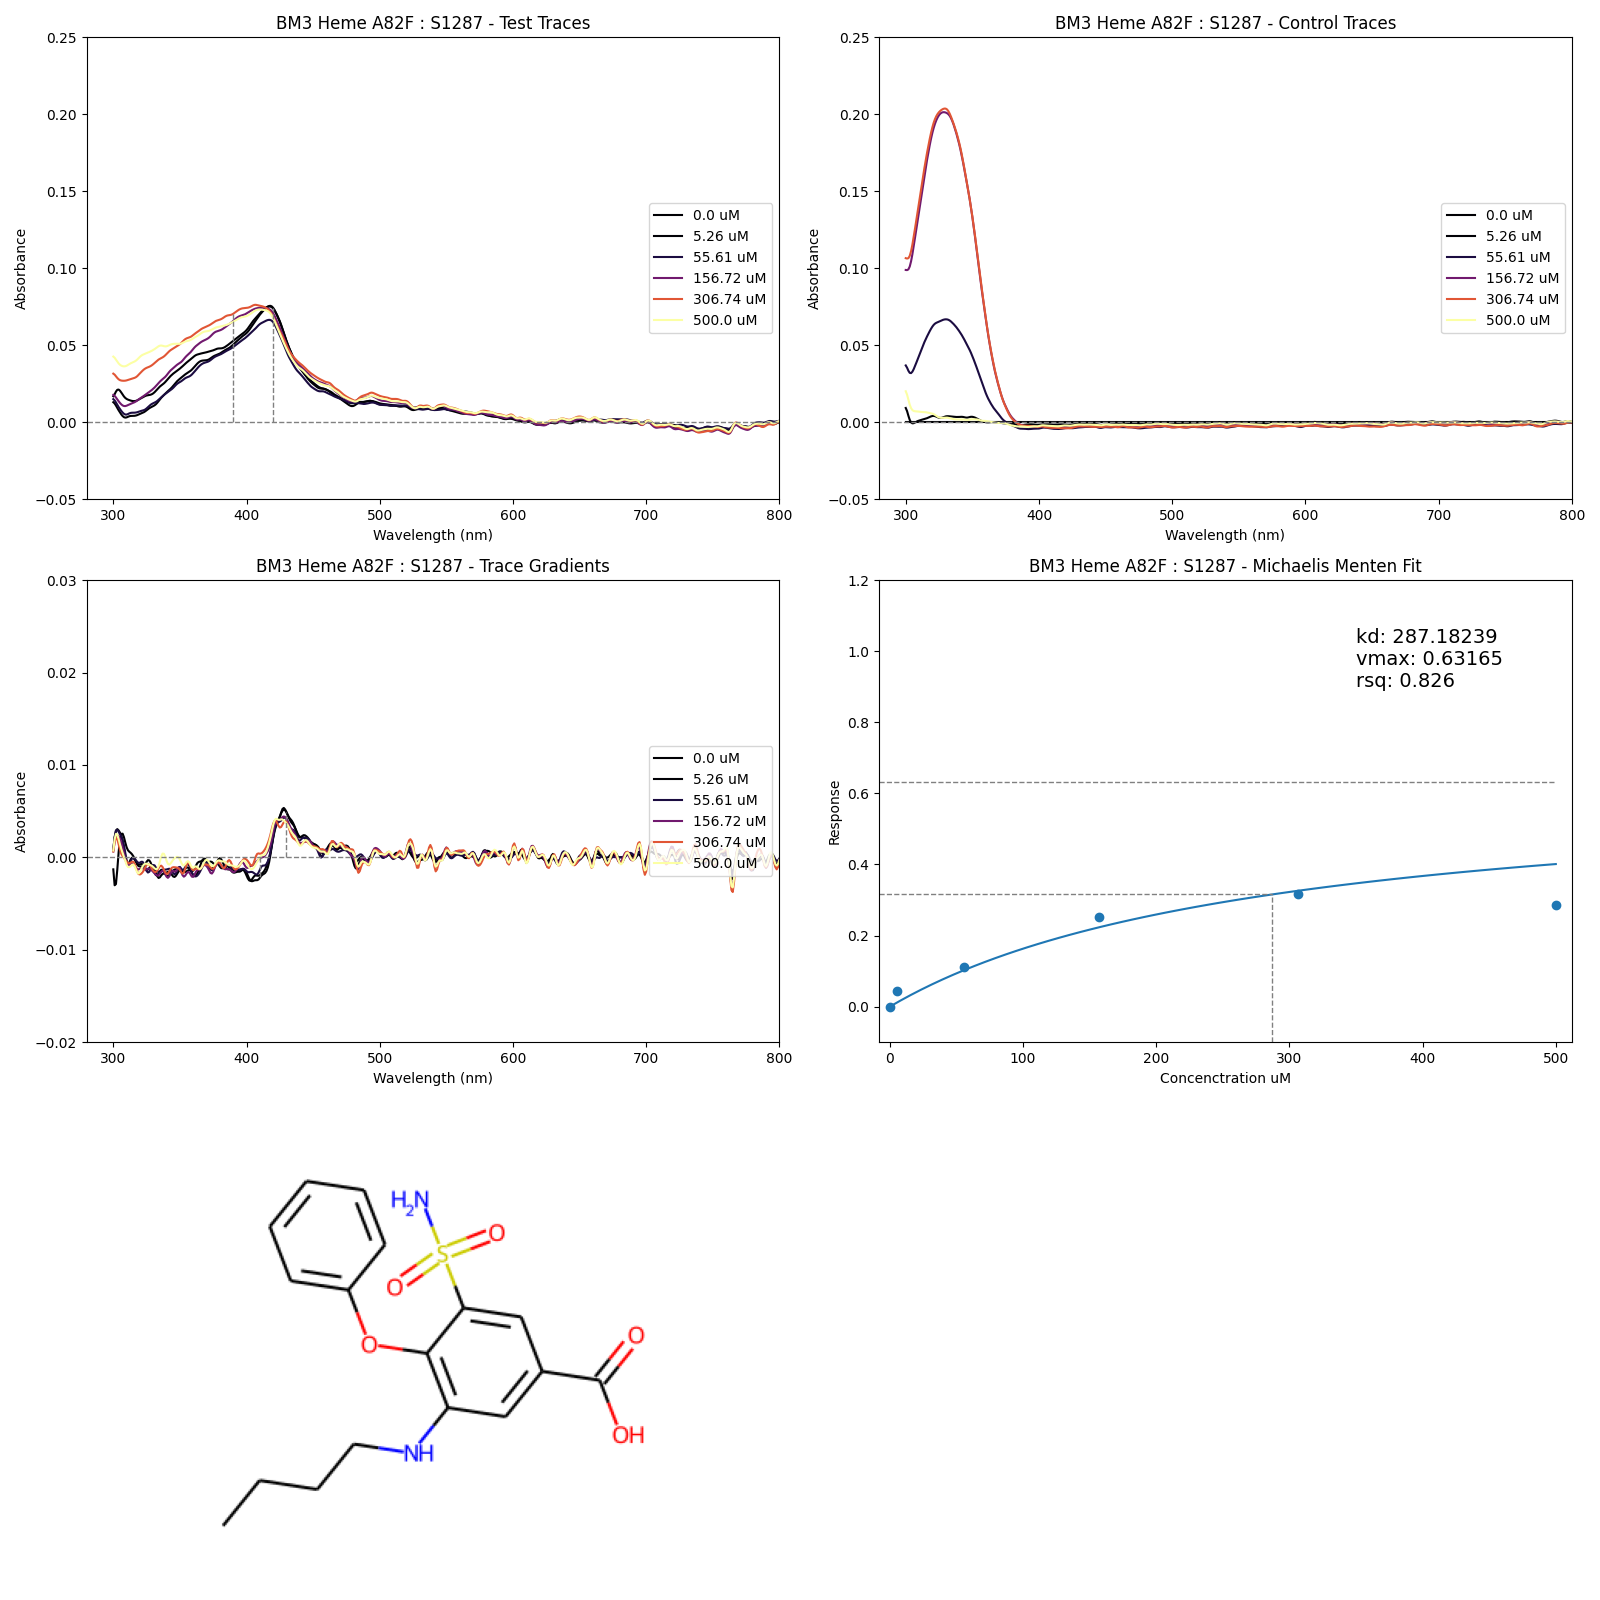 BM3 Heme A82F : S1287 - Test Traces
0.25
0.20
0.15
0.10
0.05
0.00
−0.05
Absorbance
300
400
500
600
700
800
Wavelength (nm)
0.0 uM
5.26 uM
55.61 uM
156.72 uM
306.74 uM
500.0 uM
BM3 Heme A82F : S1287 - Control Traces
0.25
0.20
0.15
0.10
0.05
0.00
−0.05
Absorbance
300
400
500
600
700
800
Wavelength (nm)
0.0 uM
5.26 uM
55.61 uM
156.72 uM
306.74 uM
500.0 uM
BM3 Heme A82F : S1287 - Trace Gradients
0.03
0.02
0.01
0.00
−0.01
−0.02
Absorbance
300
400
500
600
700
800
Wavelength (nm)
0.0 uM
5.26 uM
55.61 uM
156.72 uM
306.74 uM
500.0 uM
BM3 Heme A82F : S1287 - Michaelis Menten Fit
1.2
1.0
0.8
0.6
0.4
0.2
0.0
Response
kd: 287.18239
vmax: 0.63165
rsq: 0.826
0
100
200
300
400
500
Concenctration uM
H2N
S
O
O
O
O
OH
NH